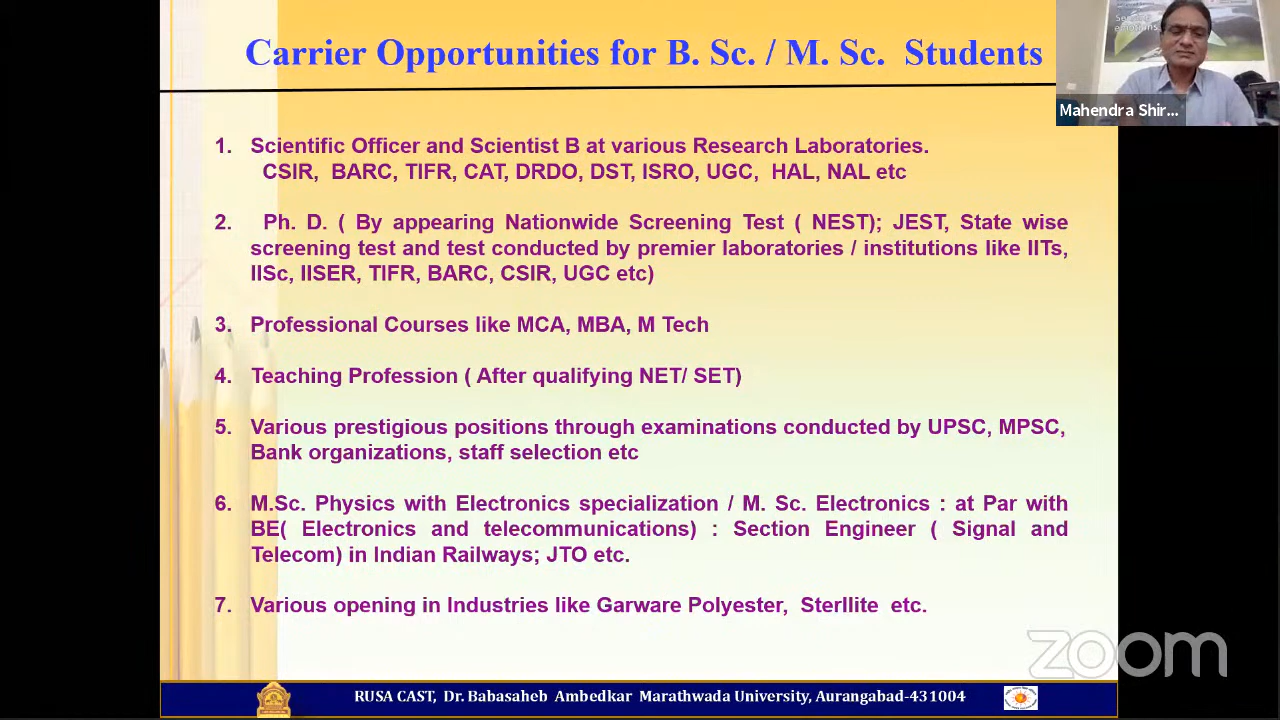 Carrier Opportunities for B. Sc. / M. Sc. Students
Mahendra Shir...
1. Scientific Officer and Scientist B at various Research Laboratories.
CSIR, BARC, TIFR, CAT, DRDO, DST, ISRO, UGC, HAL, NAL etc
2. Ph. D. ( By appearing Nationwide Screening Test ( NEST); JEST, State wise
screening test and test conducted by premier laboratories / institutions like IITs,
IISc, IISER, TIFR, BARC, CSIR, UGC etc)
3. Professional Courses like MCA, MBA, M Tech
4. Teaching Profession ( After qualifying NET/ SET)
5. Various prestigious positions through examinations conducted by UPSC, MPSC,
Bank organizations, staff selection etc
6. M.Sc. Physics with Electronics specialization / M. Sc. Electronics : at Par with
BE( Electronics and telecommunications) : Section Engineer ( Signal and
Telecom) in Indian Railways; JTO etc.
7. Various opening in Industries like Garware Polyester, Sterllite etc.
zoom
RUSA CAST, Dr. Babasaheb Ambedkar Marathwada University, Aurangabad-431004